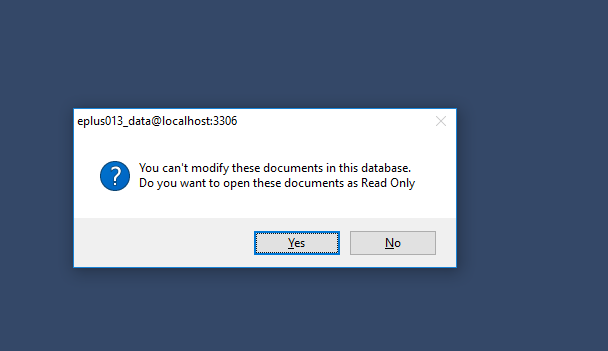 eplus013_data@localhost:3306
You can't modify these documents in this database.
Do you want to open these documents as Read Only
Yes
No